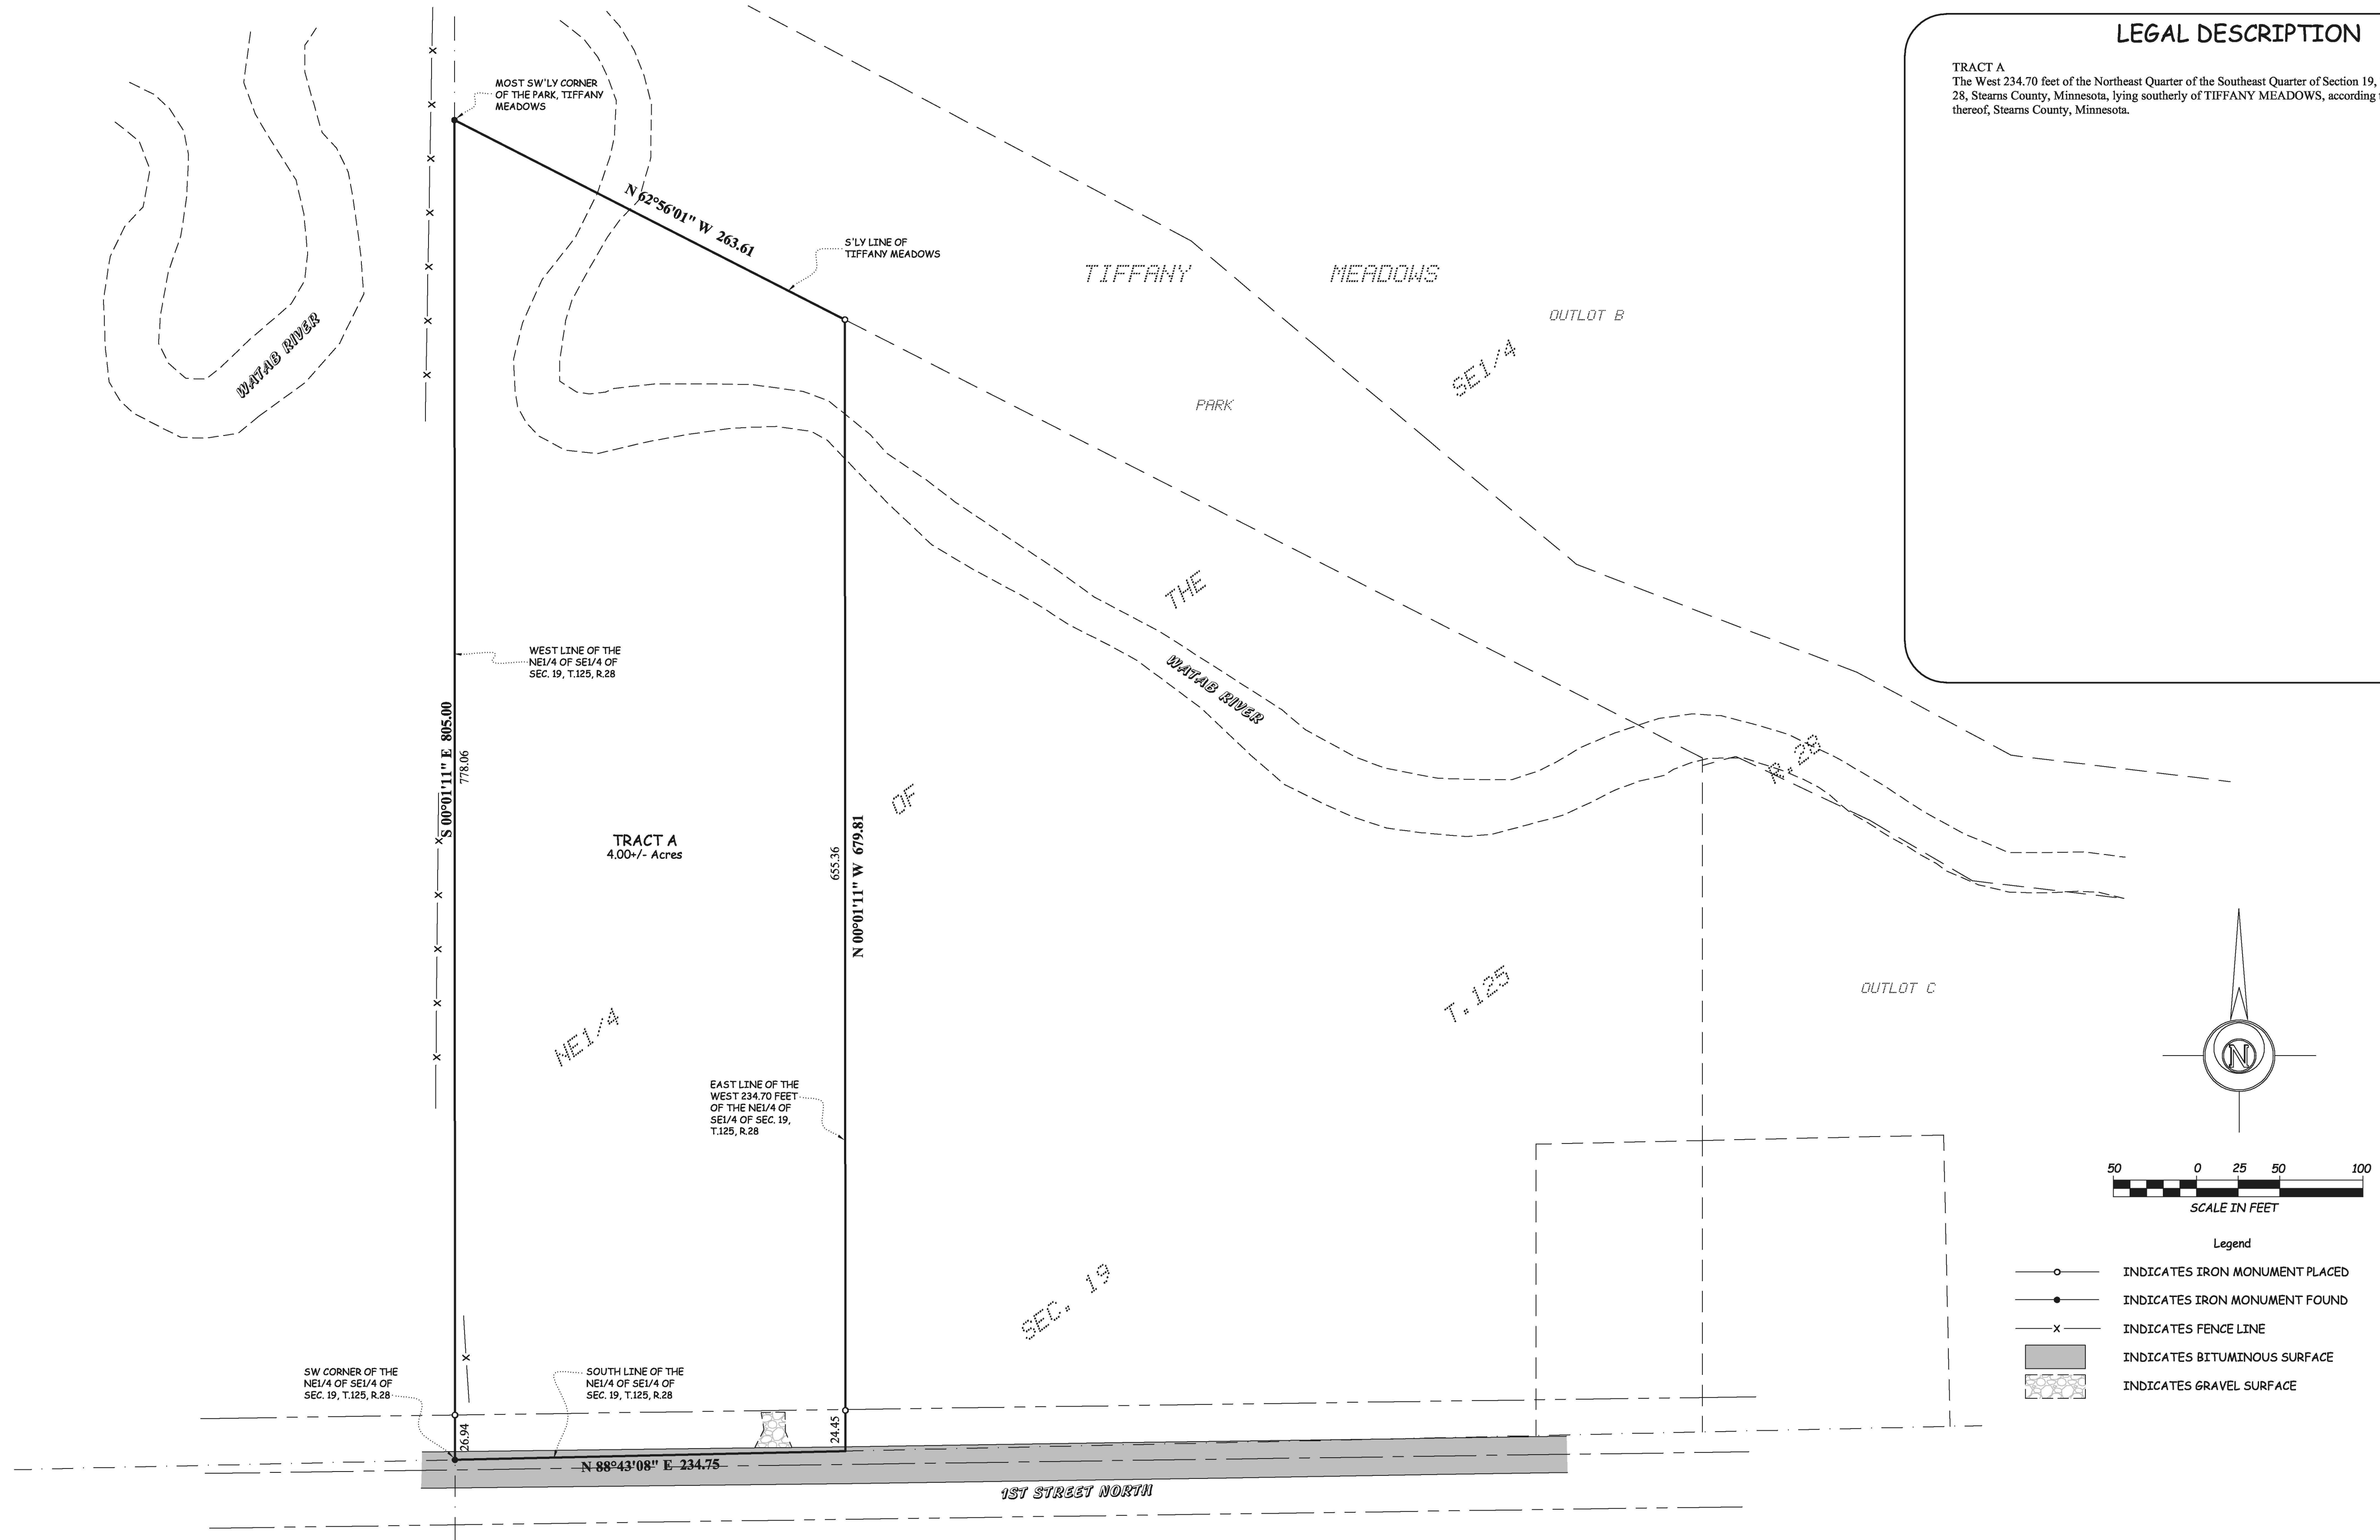 LEGAL DESCRIPTION
TRACT A
The West 234.70 feet of the Northeast Quarter of the Southeast Quarter of Section 19,
28, Stearns County, Minnesota, lying southerly of TIFFANY MEADOWS, according
thereof, Stearns County, Minnesota.
MOST SW'LY CORNER
OF THE PARK, TIFFANY
MEADOWS
N 62°56'01" W 263.61
S'LY LINE OF
TIFFANY MEADOWS
TIFFANY MEADOWS
OUTLOT B
SE1/4
PARK
WATAB RIVER
THE
WATAB RIVER
WEST LINE OF THE
NE1/4 OF SE1/4 OF
SEC. 19, T.125, R.28
S 00°01'11" E 805.00
778.06
R.28
OF
TRACT A
4.00+/- Acres
655.36
N 00°01'11" W 679.81
T.125
OUTLOT C
NE1/4
N
EAST LINE OF THE
WEST 234.70 FEET
OF THE NE1/4 OF
SE1/4 OF SEC. 19,
T.125, R.28
50 0 25 50 100
SCALE IN FEET
Legend
INDICATES IRON MONUMENT PLACED
INDICATES IRON MONUMENT FOUND
X INDICATES FENCE LINE
INDICATES BITUMINOUS SURFACE
INDICATES GRAVEL SURFACE
SEC. 19
SW CORNER OF THE
NE1/4 OF SE1/4 OF
SEC. 19, T.125, R.28
SOUTH LINE OF THE
NE1/4 OF SE1/4 OF
SEC. 19, T.125, R.28
26.94
24.45
N 88°43'08" E 234.75
1ST STREET NORTH